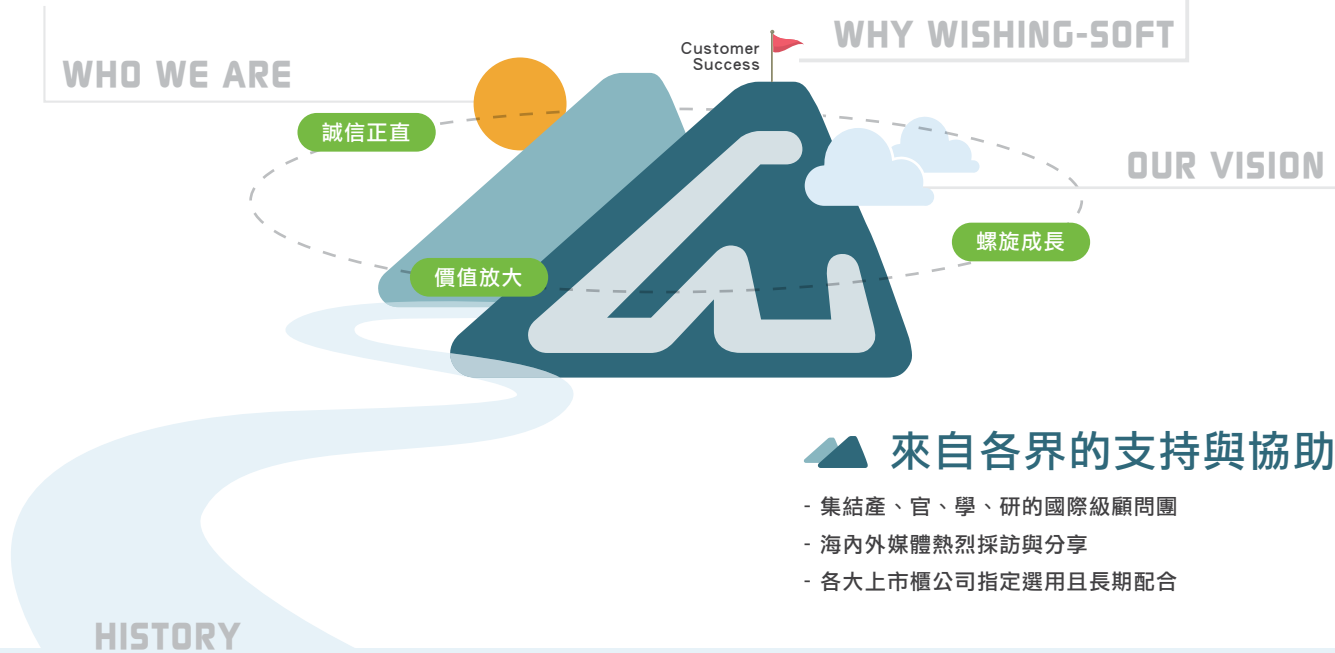 WHY WISHING-SOFT
Customer
Success
WHO WE ARE
誠信正直
OUR VISION
螺旋成長
價值放大
來自各界的支持與協助
- 集結產、官、學、研的國際級顧問團
- 海內外媒體熱烈採訪與分享
- 各大上市櫃公司指定選用且長期配合
HISTORY